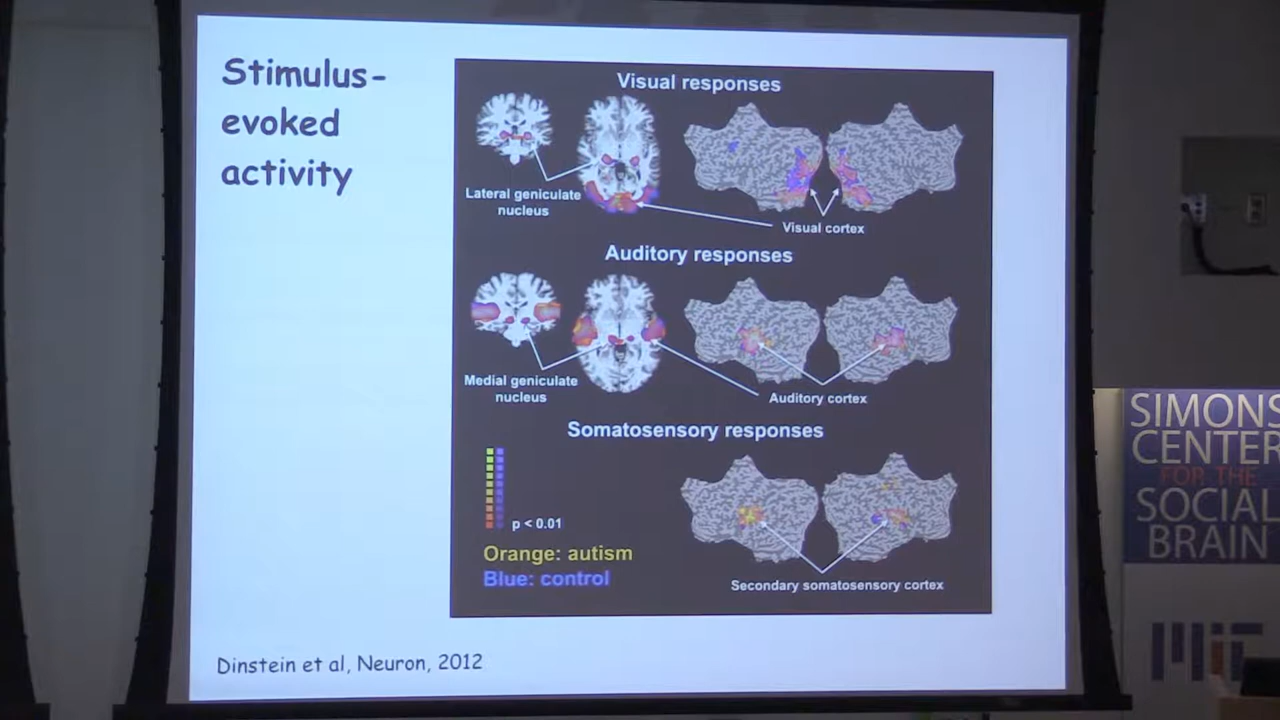 Stimulus-
evoked
activity
Visual responses
Lateral geniculate
nucleus
Visual cortex
Auditory responses
Medial geniculate
nucleus
Auditory cortex
Somatosensory responses
p < 0.01
Orange: autism
Blue: control
Secondary somatosensory cortex
Dinstein et al, Neuron, 2012
SIMONS
CENTER
FOR THE
SOCIAL
BRAIN
MIT